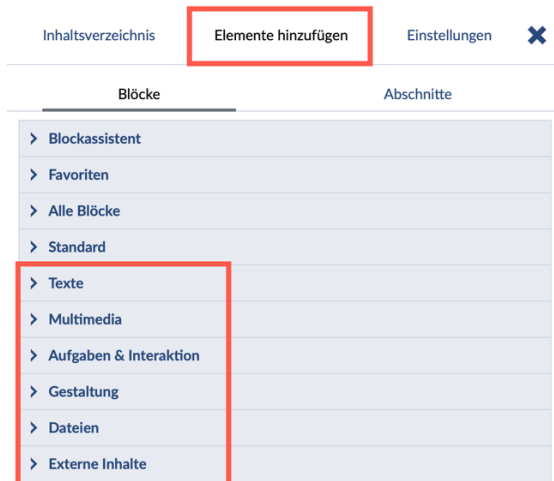 Inhaltsverzeichnis Elemente hinzufügen Einstellungen
Blöcke Abschnitte
Blockassistent
Favoriten
Alle Blöcke
Standard
Texte
Multimedia
Aufgaben & Interaktion
Gestaltung
Dateien
Externe Inhalte